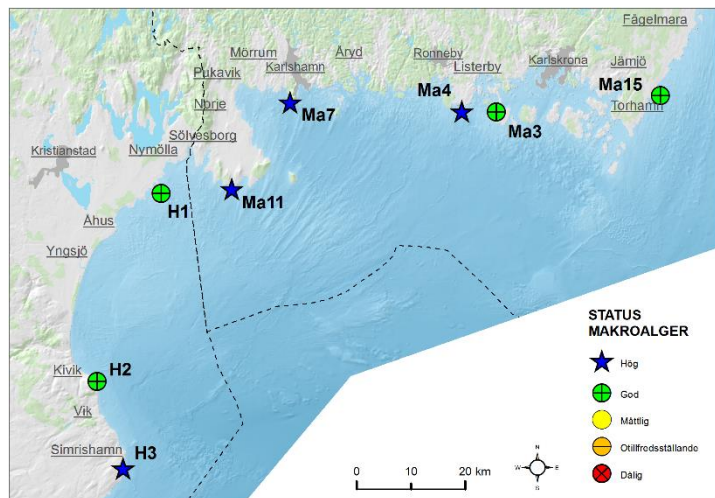 Fågelmara
Mörrum
Åryd
Ronneby
Karlshamn
Listerby
Karlskrona
Jämjö
Pukavik
Ma4
Ma15
Norje
Ma7
Ma3
Torhamn
Sölvesborg
Nymölla
Kristianstad
Ma11
H1
Åhus
Yngsjö
STATUS
MAKROALGER
Hög
H2
Kivik
God
Vik
Måttlig
Simrishamn
H3
Otillfredsställande
Dålig
N
W E
S
0 10 20 km